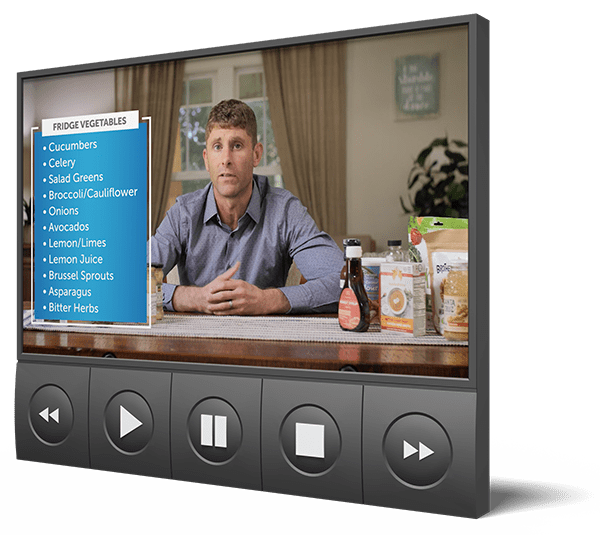 FRIDGE VEGETABLES
• Cucumbers
• Celery
• Salad Greens
• Broccoli/Cauliflower
• Onions
• Avocados
• Lemon/Limes
• Lemon Juice
• Brussel Sprouts
• Asparagus
• Bitter Herbs